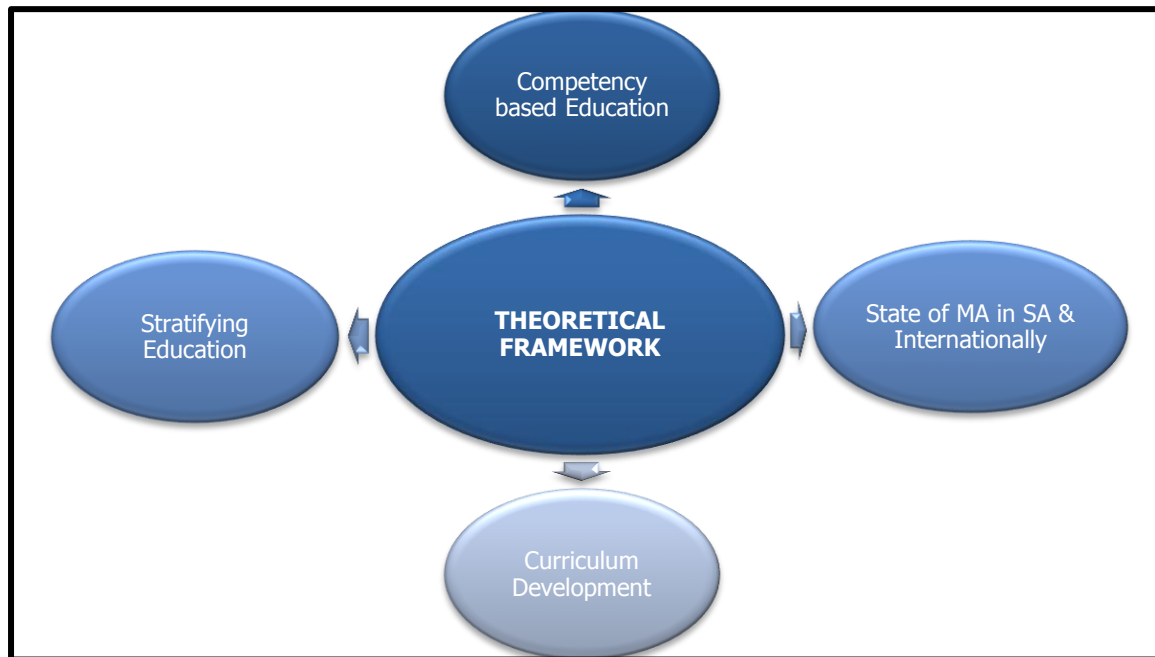 Competency
based Education
Stratifying
Education
THEORETICAL
FRAMEWORK
State of MA in SA &
Internationally
Curriculum
Development